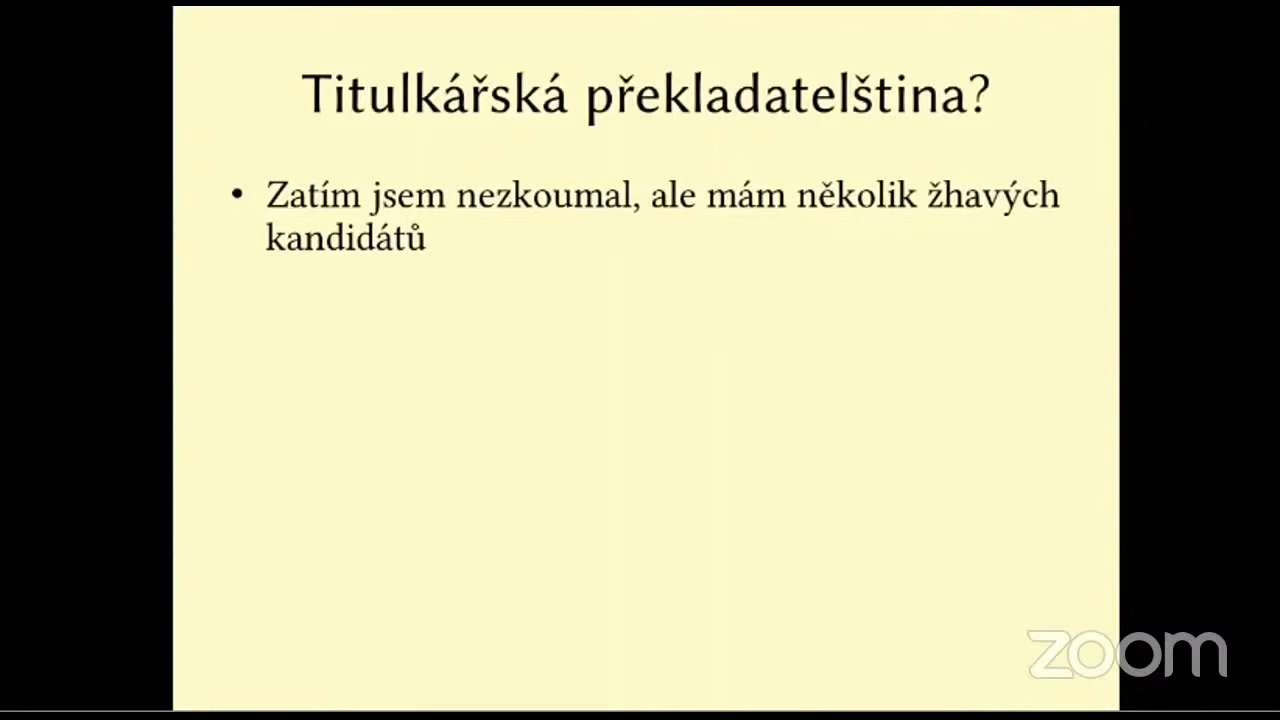 Titulkářská překladatelština?
• Zatím jsem nezkoumal, ale mám několik žhavých
kandidátů
zoom